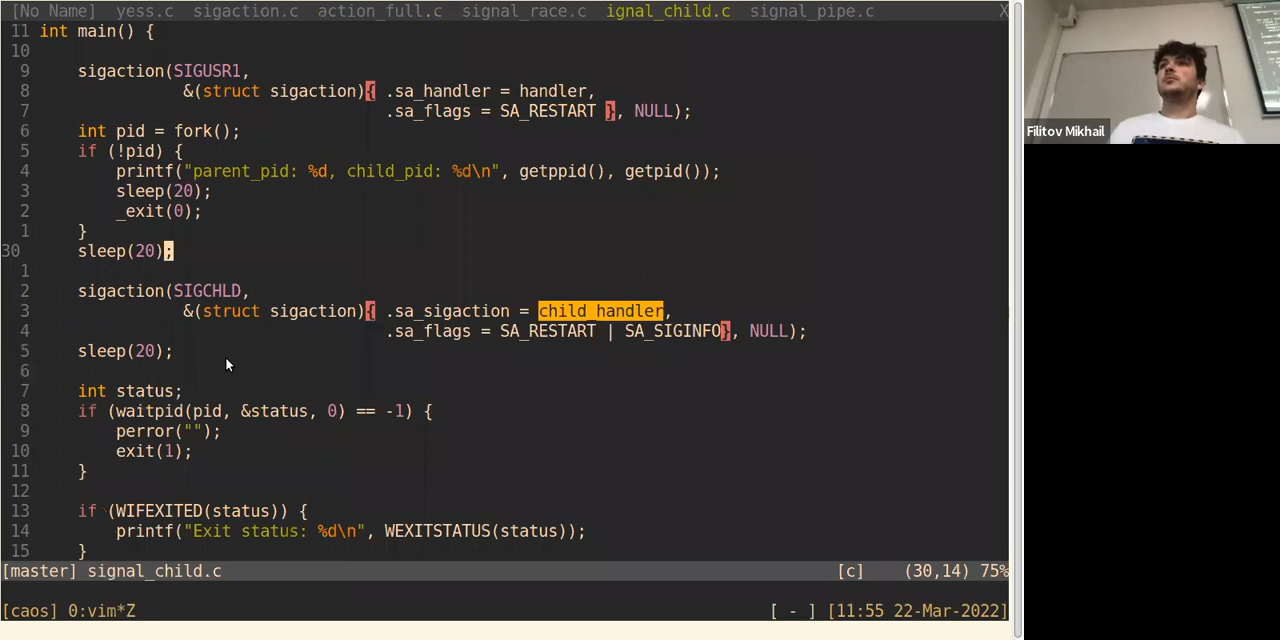 [No Name] yess.c sigaction.c action_full.c signal_race.c ignal_child.c signal_pipe.c X
11 int main() {
10
9 sigaction(SIGUSR1,
8 &(struct sigaction){ .sa_handler = handler,
7 .sa_flags = SA_RESTART }, NULL);
6 int pid = fork();
5 if (!pid) {
4 printf("parent_pid: %d, child_pid: %d\n", getppid(), getpid());
3 sleep(20);
2 _exit(0);
1 }
30 sleep(20);
1
2 sigaction(SIGCHLD,
3 &(struct sigaction){ .sa_sigaction = child_handler,
4 .sa_flags = SA_RESTART | SA_SIGINFO}, NULL);
5 sleep(20);
6
7 int status;
8 if (waitpid(pid, &status, 0) == -1) {
9 perror("");
10 exit(1);
11 }
12
13 if (WIFEXITED(status)) {
14 printf("Exit status: %d\n", WEXITSTATUS(status));
15 }
[master] signal_child.c [c] (30,14) 75%
[caos] 0:vim*Z [ - ] [11:55 22-Mar-2022]
Filitov Mikhail